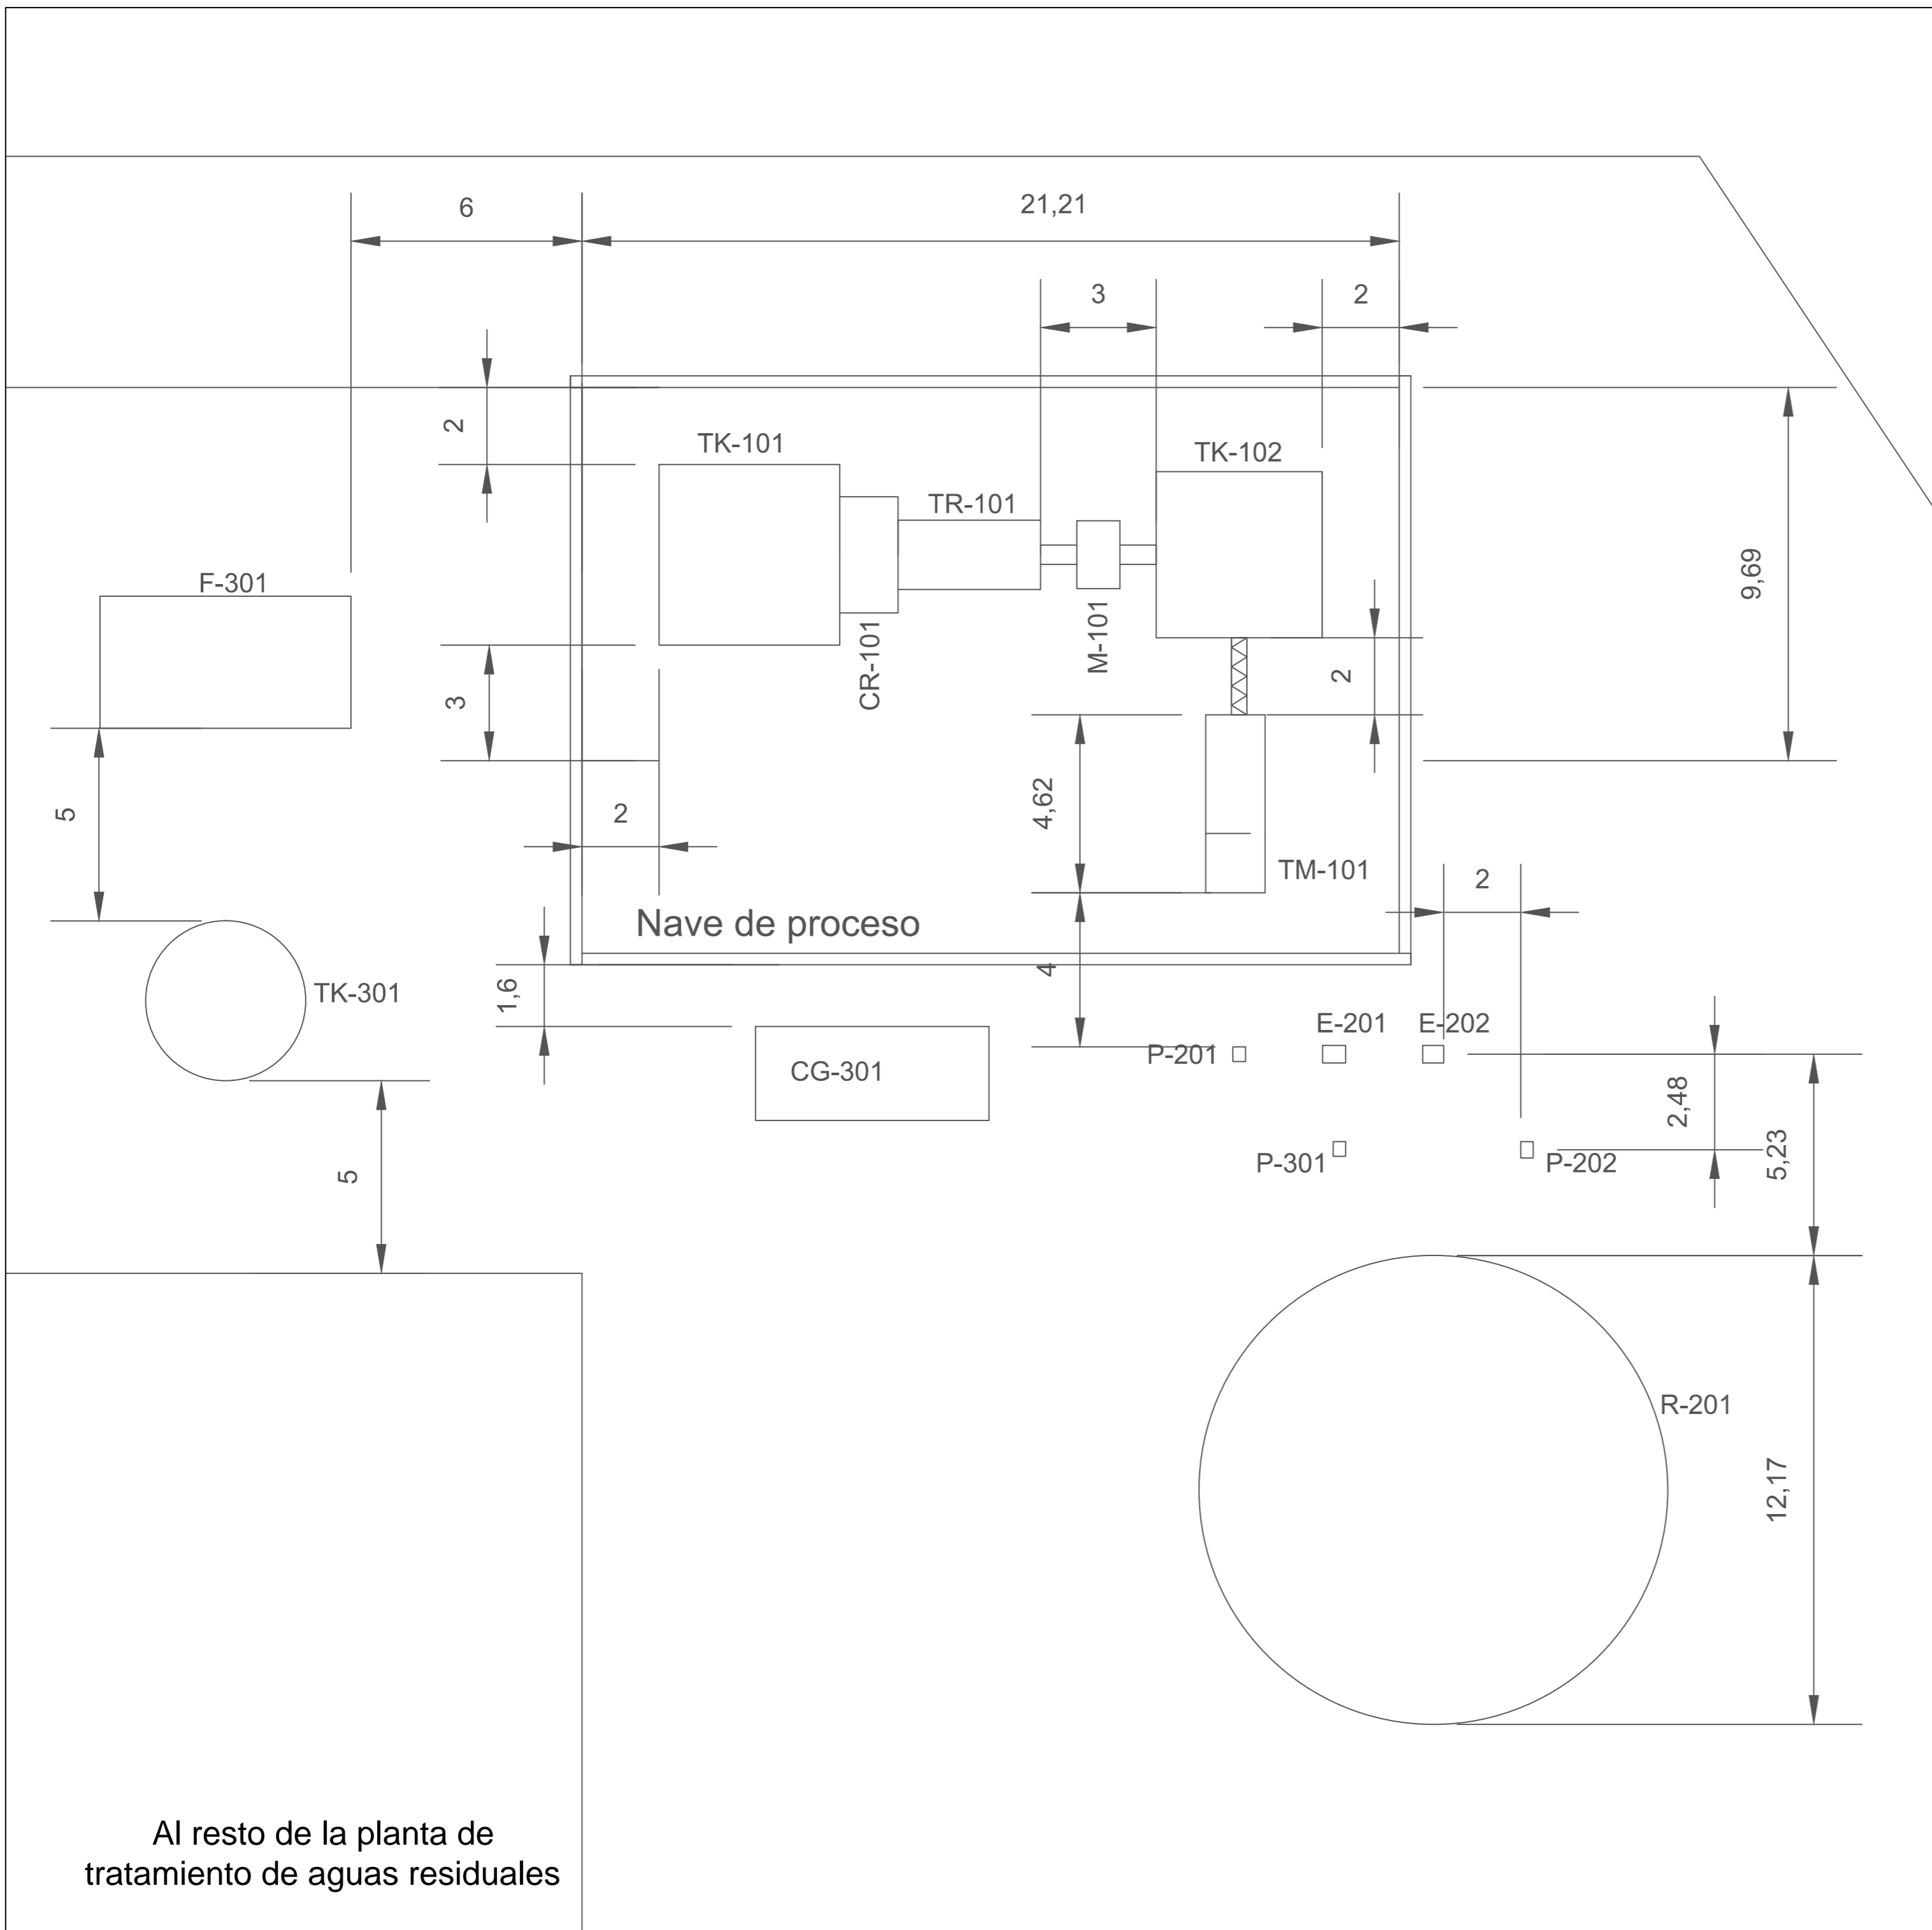 6
21,21
3
2
2
TK-101
TK-102
TR-101
9,69
F-301
M-101
CR-101
2
3
4,62
5
2
TM-101
2
Nave de proceso
4
TK-301
1,6
E-201
E-202
P-201
CG-301
2,48
5,23
5
P-301
P-202
R-201
12,17
Al resto de la planta de
tratamiento de aguas residuales